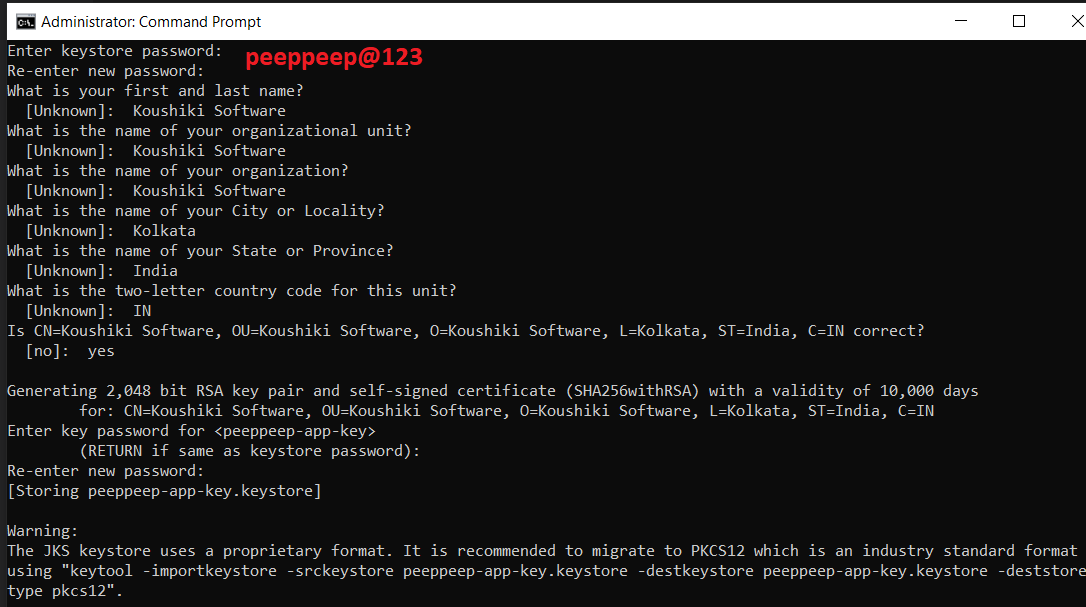 Administrator: Command Prompt
Enter keystore password: peeppeep@123
Re-enter new password:
What is your first and last name?
[Unknown]: Koushiki Software
What is the name of your organizational unit?
[Unknown]: Koushiki Software
What is the name of your organization?
[Unknown]: Koushiki Software
What is the name of your City or Locality?
[Unknown]: Kolkata
What is the name of your State or Province?
[Unknown]: India
What is the two-letter country code for this unit?
[Unknown]: IN
Is CN=Koushiki Software, OU=Koushiki Software, O=Koushiki Software, L=Kolkata, ST=India, C=IN correct?
[no]: yes
Generating 2,048 bit RSA key pair and self-signed certificate (SHA256withRSA) with a validity of 10,000 days
for: CN=Koushiki Software, OU=Koushiki Software, O=Koushiki Software, L=Kolkata, ST=India, C=IN
Enter key password for <peeppeep-app-key>
(RETURN if same as keystore password):
Re-enter new password:
[Storing peeppeep-app-key.keystore]
Warning:
The JKS keystore uses a proprietary format. It is recommended to migrate to PKCS12 which is an industry standard format
using "keytool -importkeystore -srckeystore peeppeep-app-key.keystore -destkeystore peeppeep-app-key.keystore -deststore
type pkcs12".